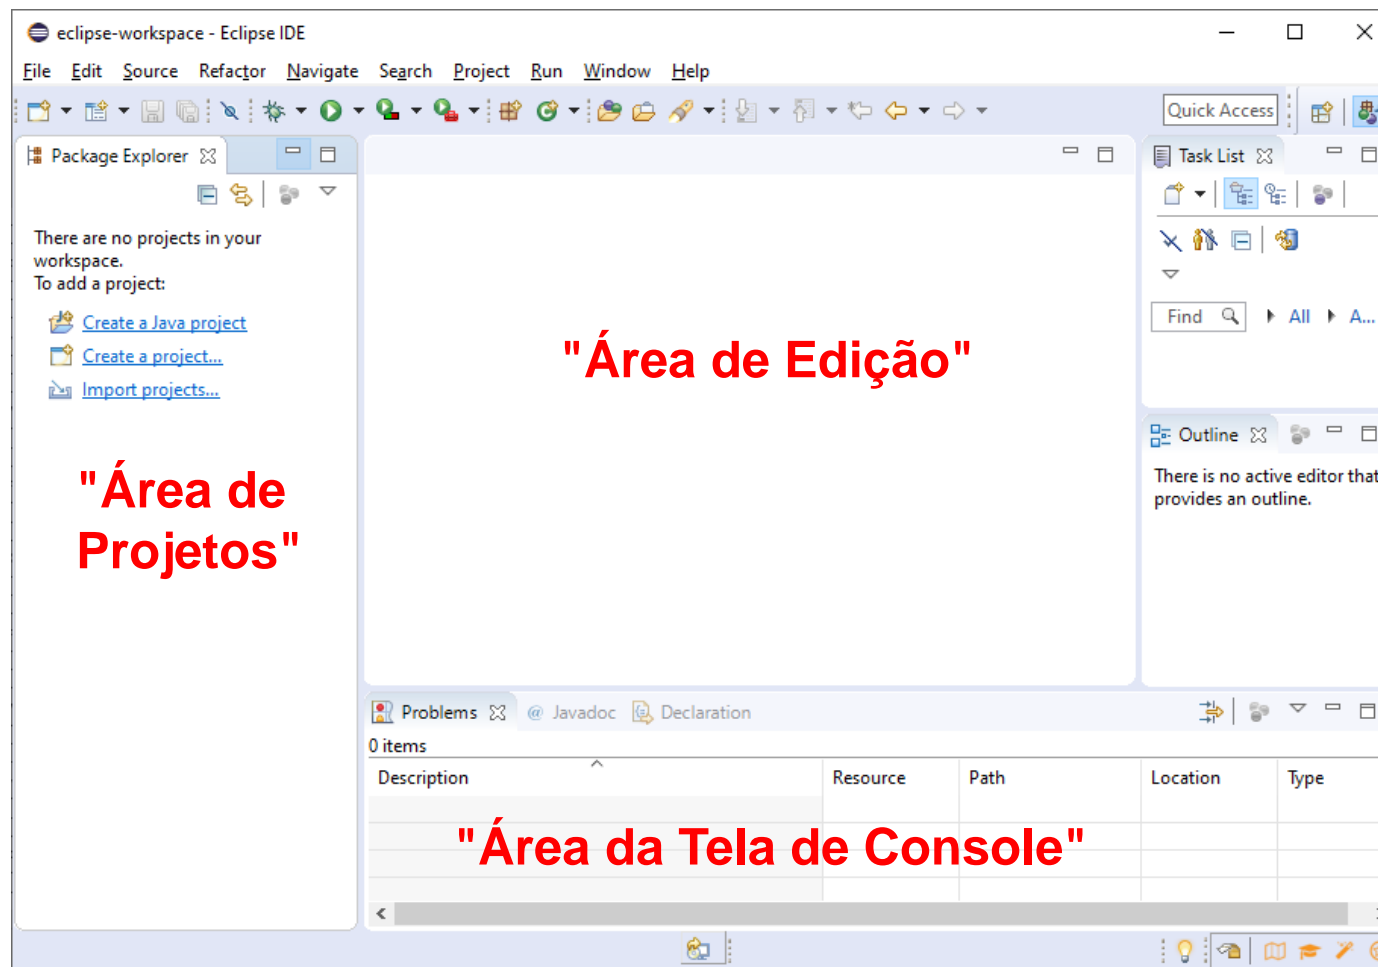 eclipse-workspace - Eclipse IDE
File Edit Source Refactor Navigate Search Project Run Window Help
Quick Access
Package Explorer
Task List
There are no projects in your
workspace.
To add a project:
Create a Java project
Create a project...
Import projects...
Find All A...
"Área de Edição"
Outline
There is no active editor that
provides an outline.
"Área de
Projetos"
Problems @ Javadoc Declaration
0 items
Description Resource Path Location Type
"Área da Tela de Console"